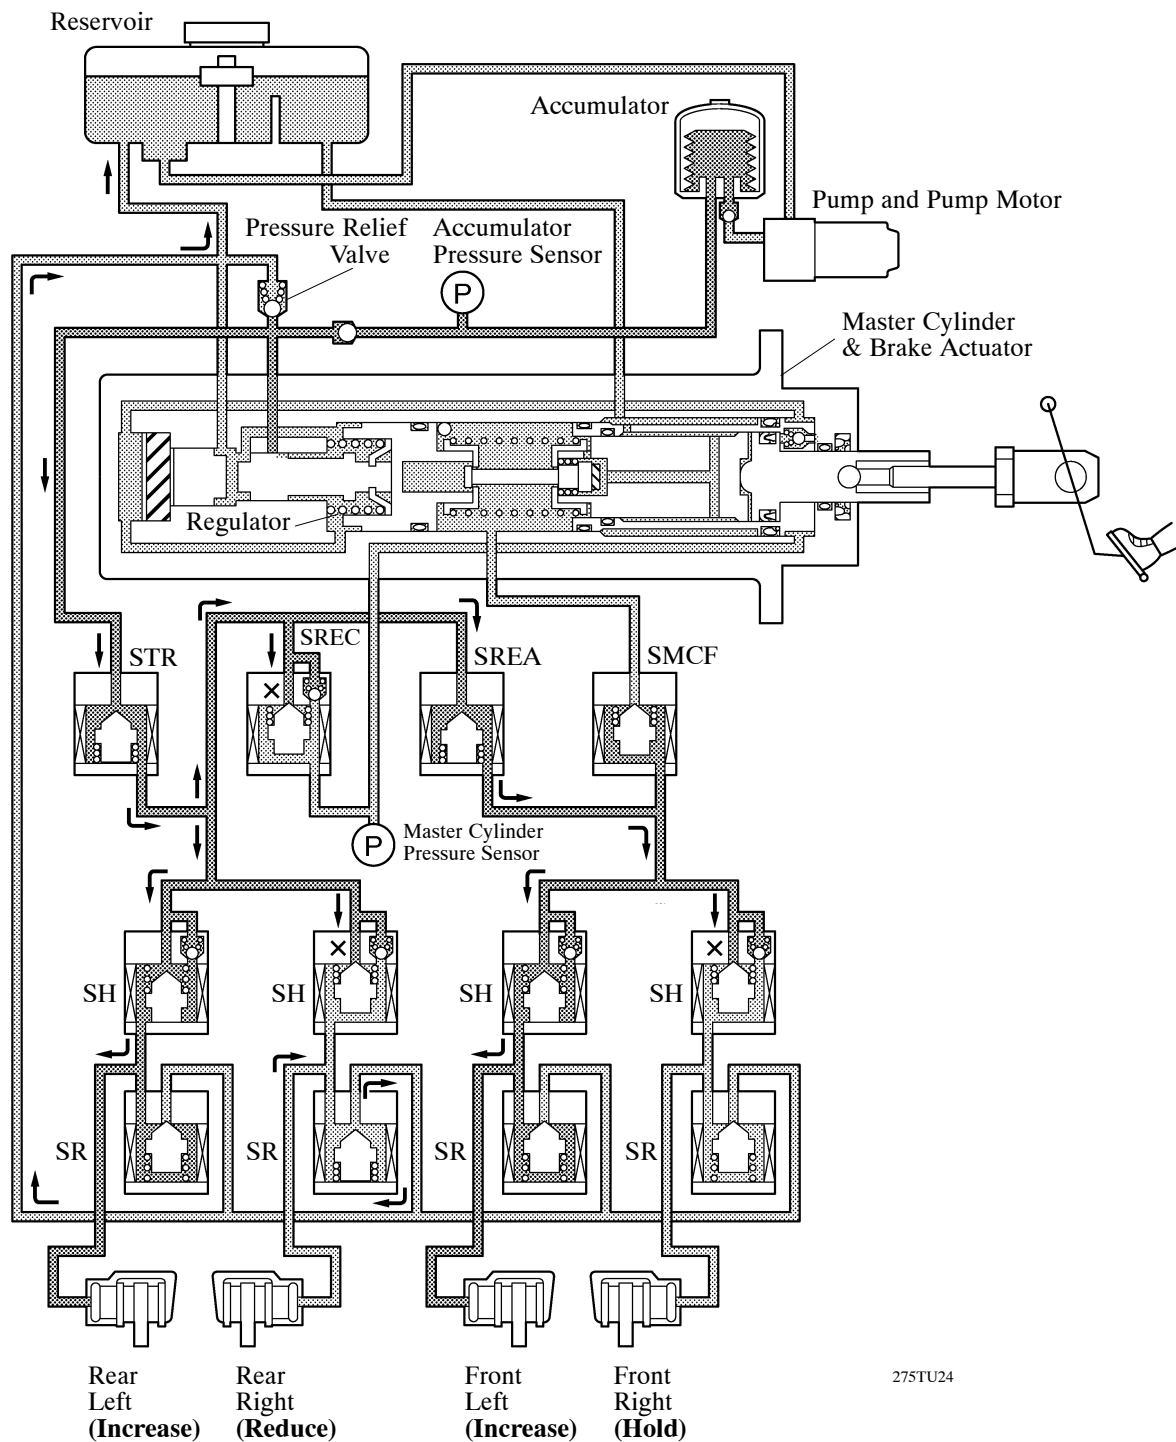 Reservoir
Accumulator
Pump and Pump Motor
Pressure Relief
Valve
Accumulator
Pressure Sensor
P
Master Cylinder
& Brake Actuator
Regulator
STR
SREC
SREA
SMCF
P
Master Cylinder
Pressure Sensor
SH
SH
SH
SH
SR
SR
SR
SR
Rear
Left
(Increase)
Rear
Right
(Reduce)
Front
Left
(Increase)
Front
Right
(Hold)
275TU24